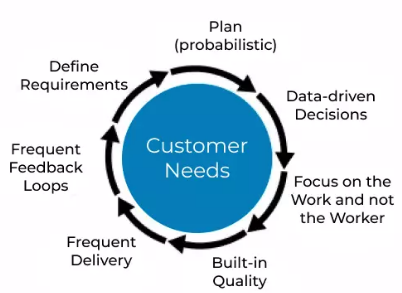 Plan
(probabilistic)
Data-driven
Decisions
Focus on the
Work and not
the Worker
Built-in
Quality
Frequent
Delivery
Frequent
Feedback
Loops
Define
Requirements
Customer
Needs